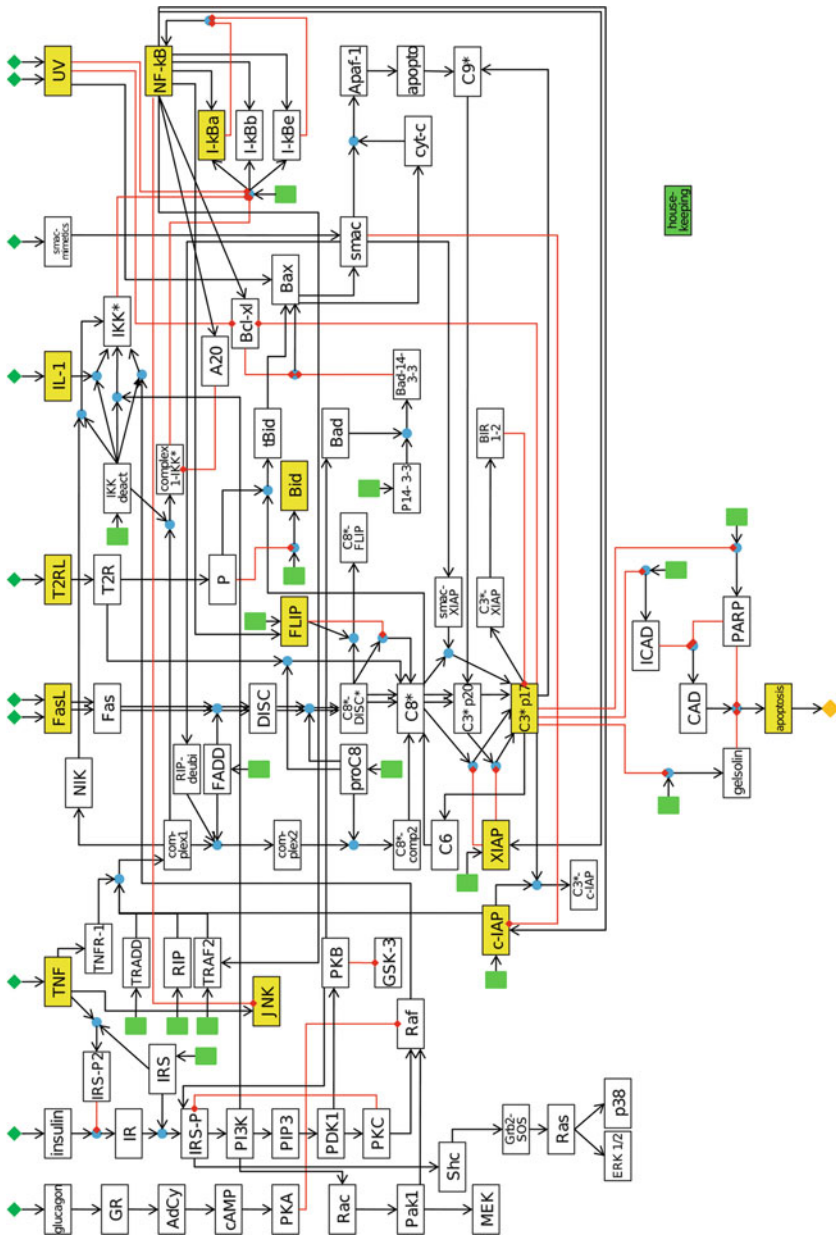 glucagon
insulin
TNF
FasL
T2RL
IL-1
smac-
mimetics
UV
NIK
TNFR-1
IRS-P2
GR
IR
IRS
TRADD
Fas
T2R
IKK
deact
IKK*
NF-kB
AdCy
RIP
com-
plex1
RIP-
deubi
complex
1-IKK*
A20
cAMP
IRS-P
TRAF2
FADD
P
Bcl-xl
I-kBa
I-kBb
I-kBe
PKA
PI3K
JNK
DISC
tBid
Bax
PIP3
com-
plex2
FLIP
Bid
Rac
PDK1
PKB
proC8
C8*-
DISC*
C8*-
FLIP
Bad
smac
Apaf-1
PKC
GSK-3
P14- 3-3
Bad-14-
3-3
cyt-c
apopto
Pak1
Raf
C8*-
comp2
C8*
Shc
C6
C3* p20
smac-
XIAP
C9*
MEK
XIAP
C3* p17
C3*-
XIAP
BIR
1-2
Grb2-
SOS
c-IAP
Ras
C3*-
c-IAP
ERK 1/2
p38
ICAD
CAD
PARP
gelsolin
apoptosis
house-
keeping